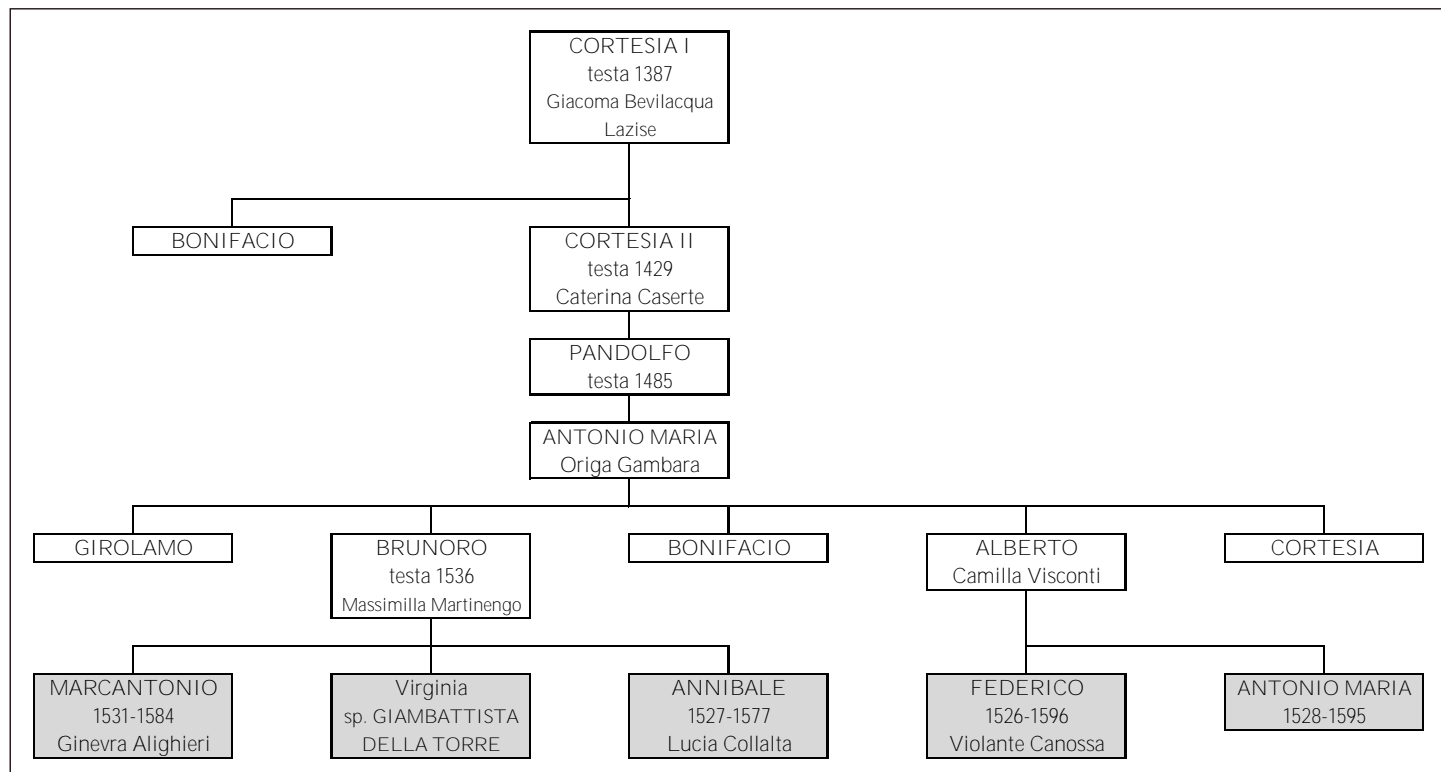 CORTESIA I
testa 1387
Giacoma Bevilacqua
Lazise
BONIFACIO
CORTESIA II
testa 1429
Caterina Caserte
PANDOLFO
testa 1485
ANTONIO MARIA
Origa Gambara
GIROLAMO
BRUNORO
testa 1536
Massimilla Martinengo
BONIFACIO
ALBERTO
Camilla Visconti
CORTESIA
MARCANTONIO
1531-1584
Ginevra Alighieri
Virginia
sp. GIAMBATTISTA
DELLA TORRE
ANNIBALE
1527-1577
Lucia Collalta
FEDERICO
1526-1596
Violante Canossa
ANTONIO MARIA
1528-1595